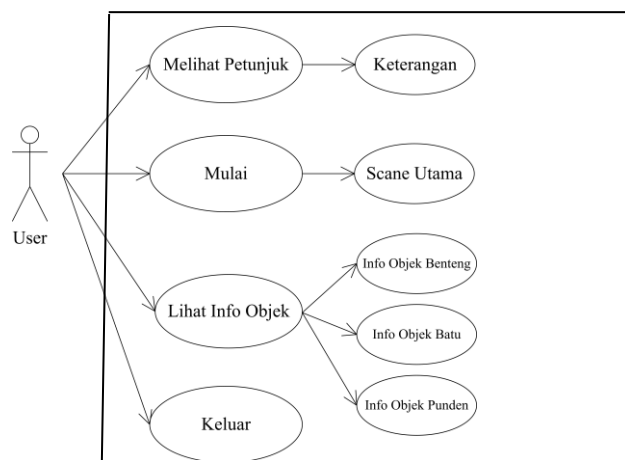 Melihat Petunjuk
Keterangan
Mulai
Scane Utama
User
Info Objek Benteng
Lihat Info Objek
Info Objek Batu
Info Objek Punden
Keluar